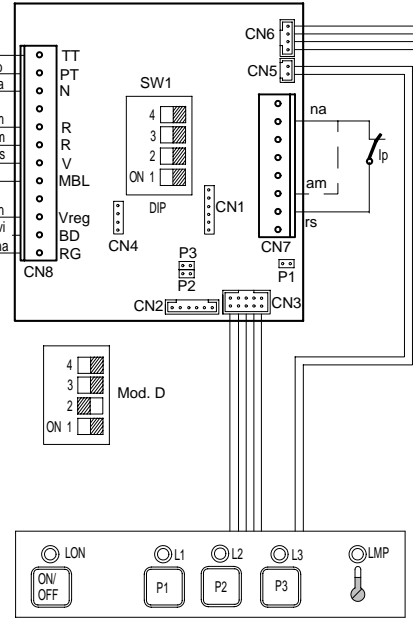 CN6
TT
CN5
PT
N
SW1
CN8
4
na
3
R
2
R
Ip
ON 1
V
MBL
am
DIP
CN1
Vreg
rs
BD
CN4
CN7
RG
P3
CN8
P2
P1
CN2
CN3
4
3
Mod. D
2
ON 1
LON
L1
L2
L3
LMP
ON/
OFF
P1
P2
P3